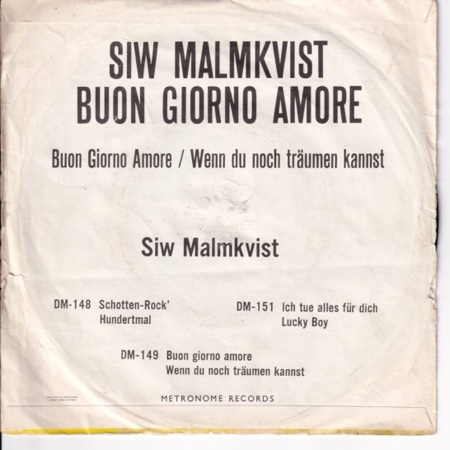 SIW MALMKVIST
BUON GIORNO AMORE
Buon Giorno Amore / Wenn du noch träumen kannst
Siw Malmkvist
DM-148 Schotten-Rock'
Hundertmal
DM-151 Ich tue alles für dich
Lucky Boy
DM-149 Buon giorno amore
Wenn du noch träumen kannst
METRONOME RECORDS